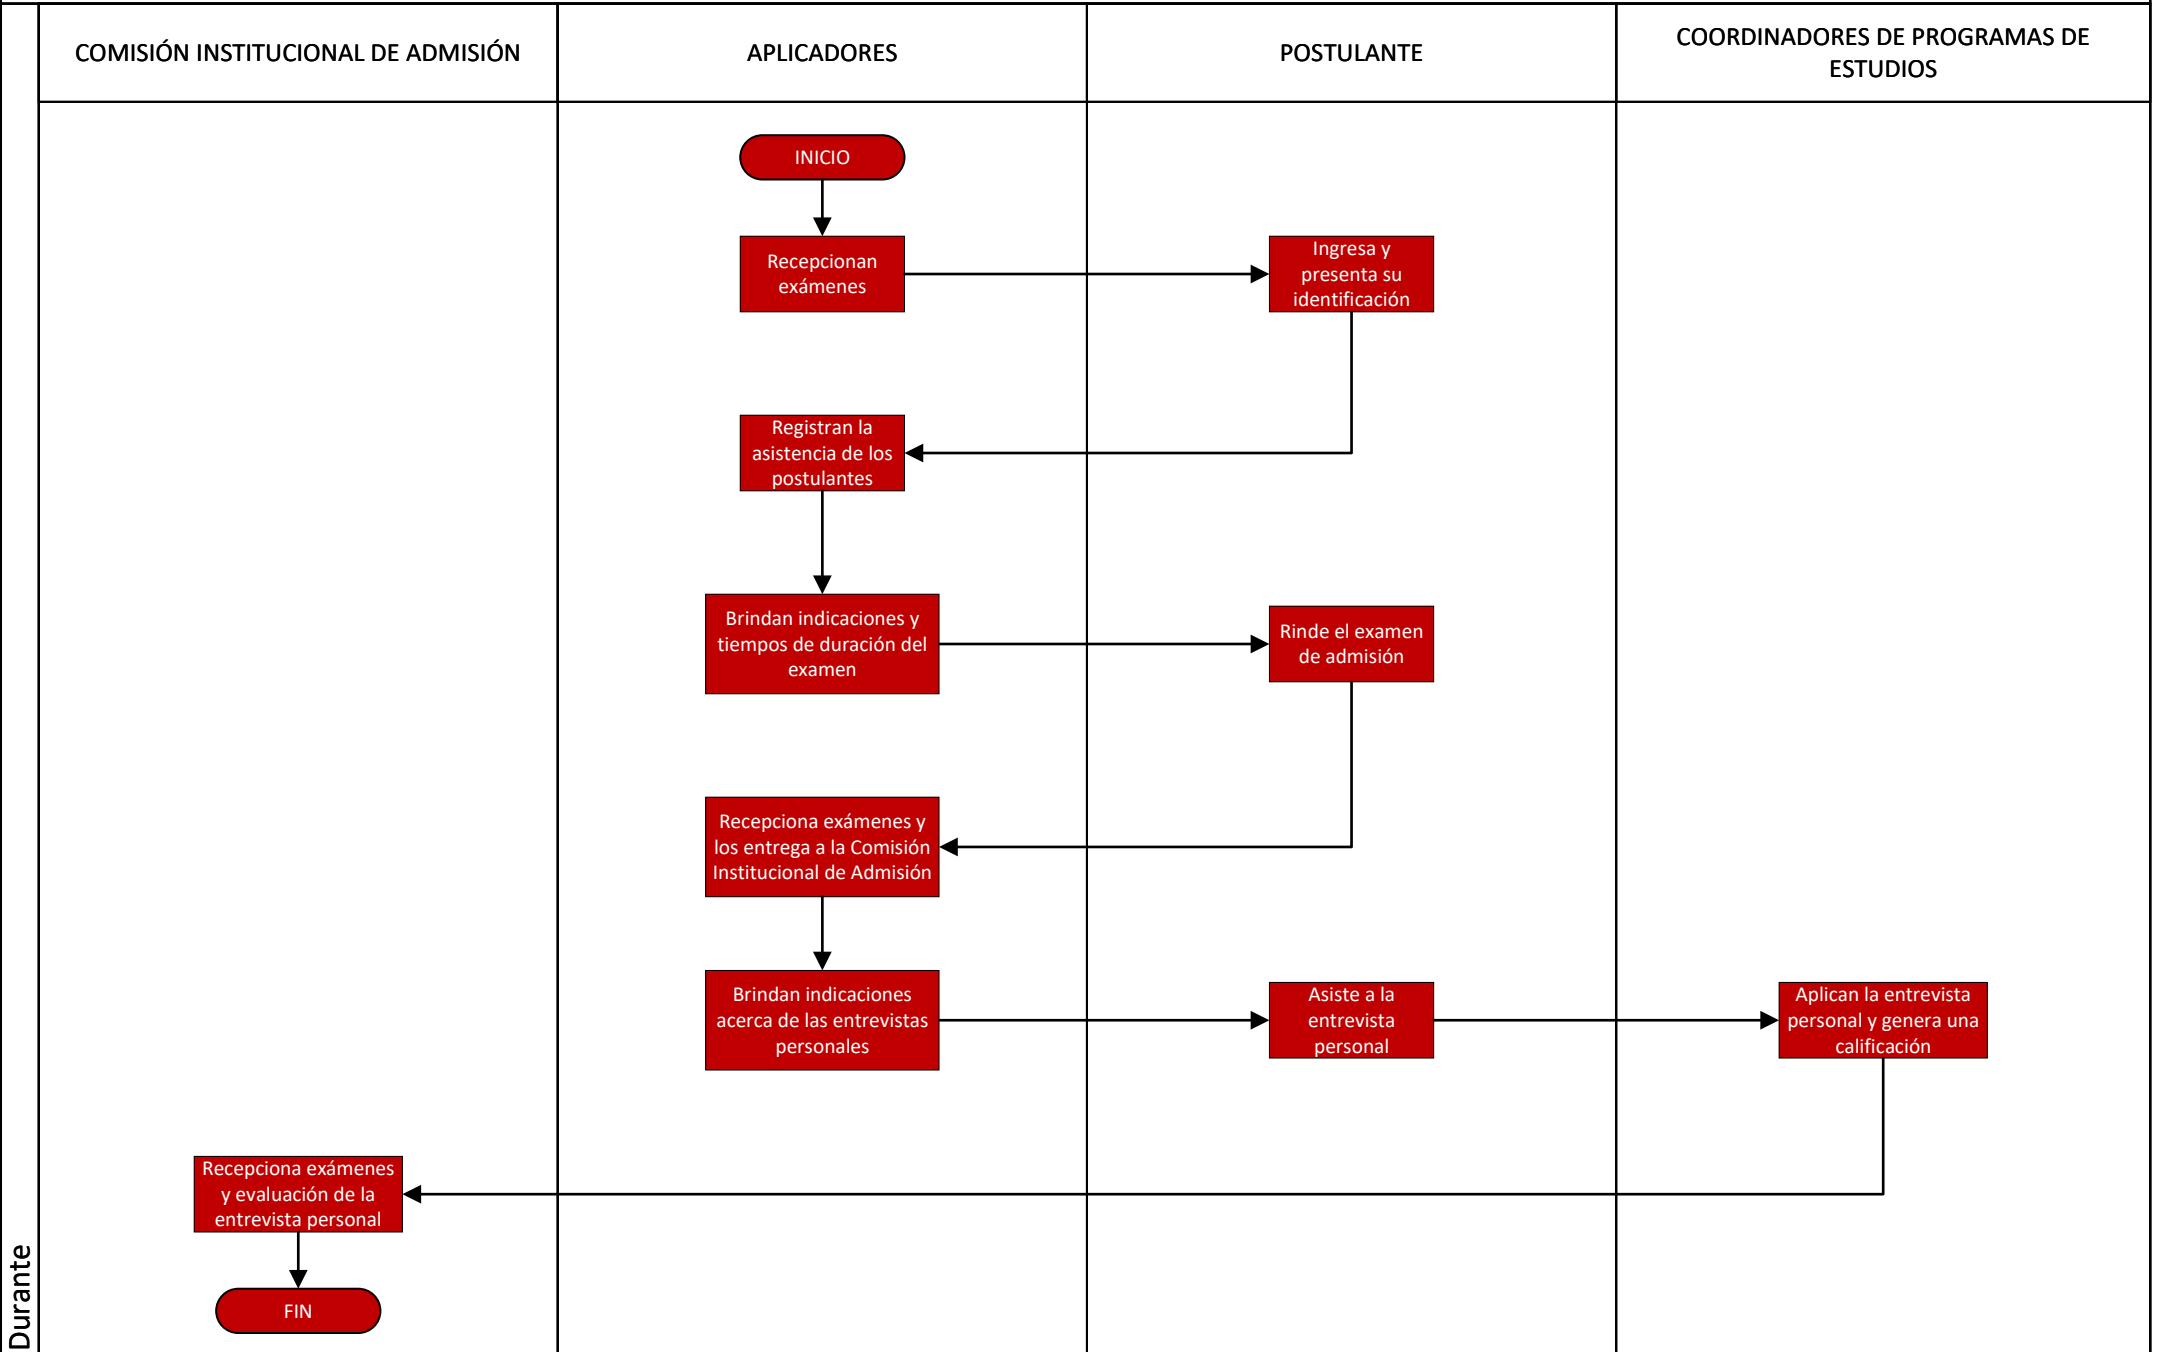 COMISIÓN INSTITUCIONAL DE ADMISIÓN
APLICADORES
POSTULANTE
COORDINADORES DE PROGRAMAS DE
ESTUDIOS
INICIO
Recepcionan
exámenes
Ingresa y
presenta su
identificación
Registran la
asistencia de los
postulantes
Brindan indicaciones y
tiempos de duración del
examen
Rinde el examen
de admisión
Recepciona exámenes y
los entrega a la Comisión
Institucional de Admisión
Brindan indicaciones
acerca de las entrevistas
personales
Asiste a la
entrevista
personal
Aplican la entrevista
personal y genera una
calificación
Recepciona exámenes
y evaluación de la
entrevista personal
FIN
Durante